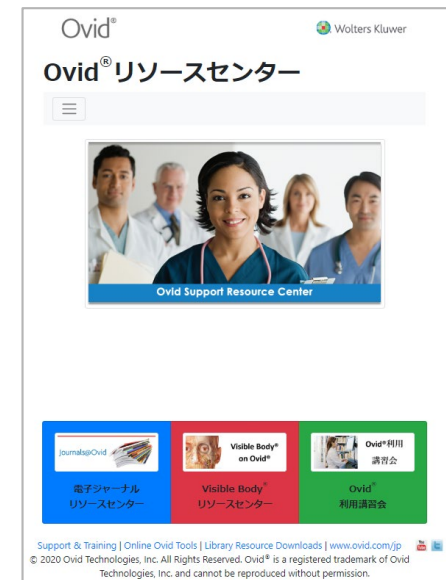 Ovid®
Wolters Kluwer
Ovid®リソースセンター
Ovid Support Resource Center
Journals@Ovid
電子ジャーナル
リソースセンター
Visible Body®
on Ovid®
Visible Body®
リソースセンター
Ovid®利用
講習会
Ovid®
利用講習会
Support & Training | Online Ovid Tools | Library Resource Downloads | www.ovid.com/jp
© 2020 Ovid Technologies, Inc. All Rights Reserved. Ovid® is a registered trademark of Ovid
Technologies, Inc. and cannot be reproduced without permission.